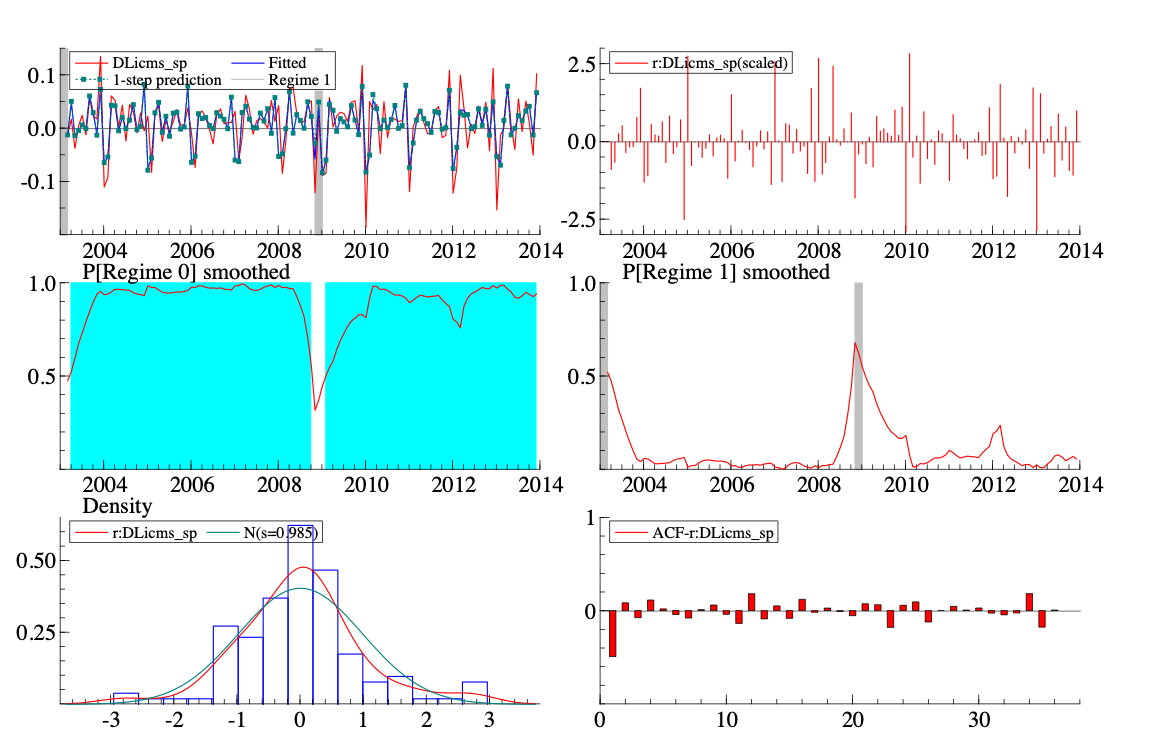 DLicms_sp Fitted
1-step prediction Regime 1
0.1
0.0
-0.1
2004 2006 2008 2010 2012 2014
r:DLicms_sp(scaled)
2.5
0.0
-2.5
2004 2006 2008 2010 2012 2014
P[Regime 0] smoothed
1.0
0.5
2004 2006 2008 2010 2012 2014
P[Regime 1] smoothed
1.0
0.5
2004 2006 2008 2010 2012 2014
Density
r:DLicms_sp N(s=0.985)
0.50
0.25
-3 -2 -1 0 1 2 3
ACF-r:DLicms_sp
1
0
0 10 20 30